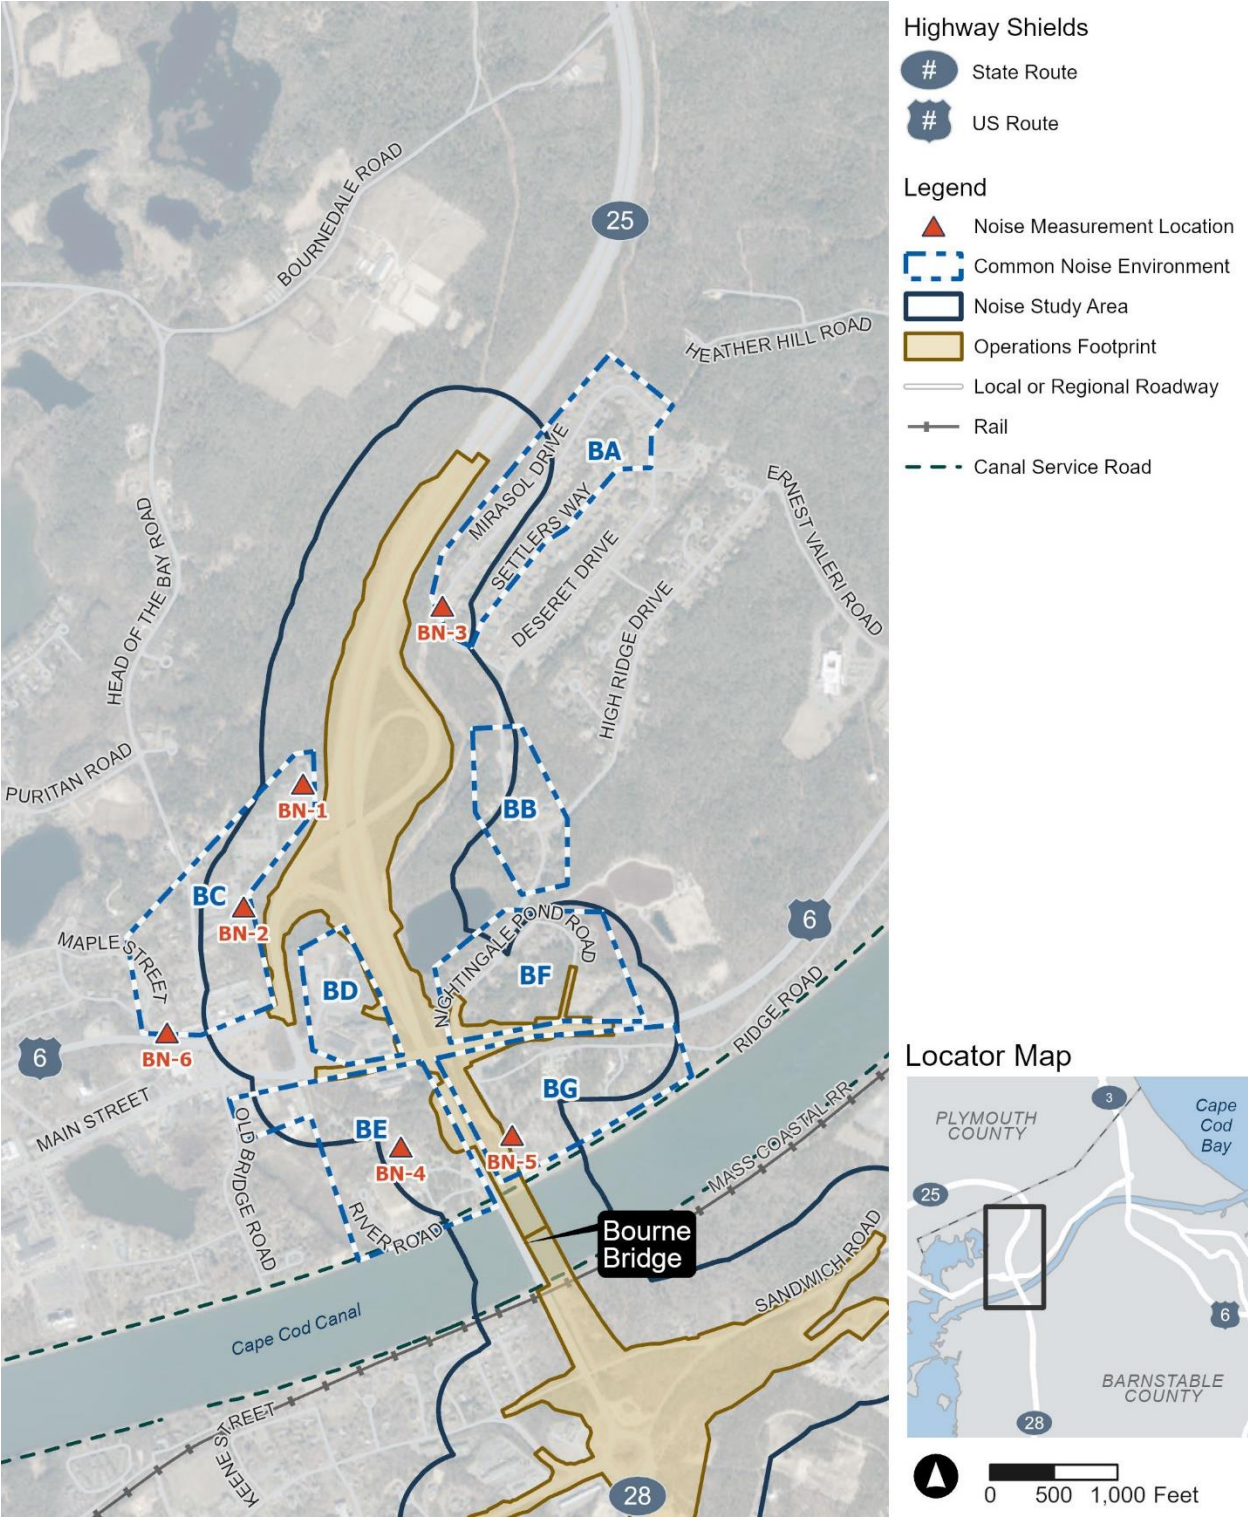 BOURNEDALE ROAD
25
HEATHER HILL ROAD
MIRASOL DRIVE
BA
SETTLERS WAY
ERNEST VALERI ROAD
HEAD OF THE BAY ROAD
DESERET DRIVE
BN-3
HIGH RIDGE DRIVE
PURITAN ROAD
BN-1
BB
BC
BN-2
MAPLE STREET
NIGHTINGALE POND ROAD
6
BD
BF
RIDGE ROAD
6
BN-6
MAIN STREET
OLD BRIDGE ROAD
BE
BG
BN-4
BN-5
MASS COASTAL RR
RIVER ROAD
Bourne
Bridge
SANDWICH ROAD
Cape Cod Canal
KEENE STREET
28
Highway Shields
# State Route
# US Route
Legend
Noise Measurement Location
Common Noise Environment
Noise Study Area
Operations Footprint
Local or Regional Roadway
Rail
Canal Service Road
Locator Map
3
PLYMOUTH
COUNTY
Cape
Cod
Bay
25
6
BARNSTABLE
COUNTY
28
0 500 1,000 Feet